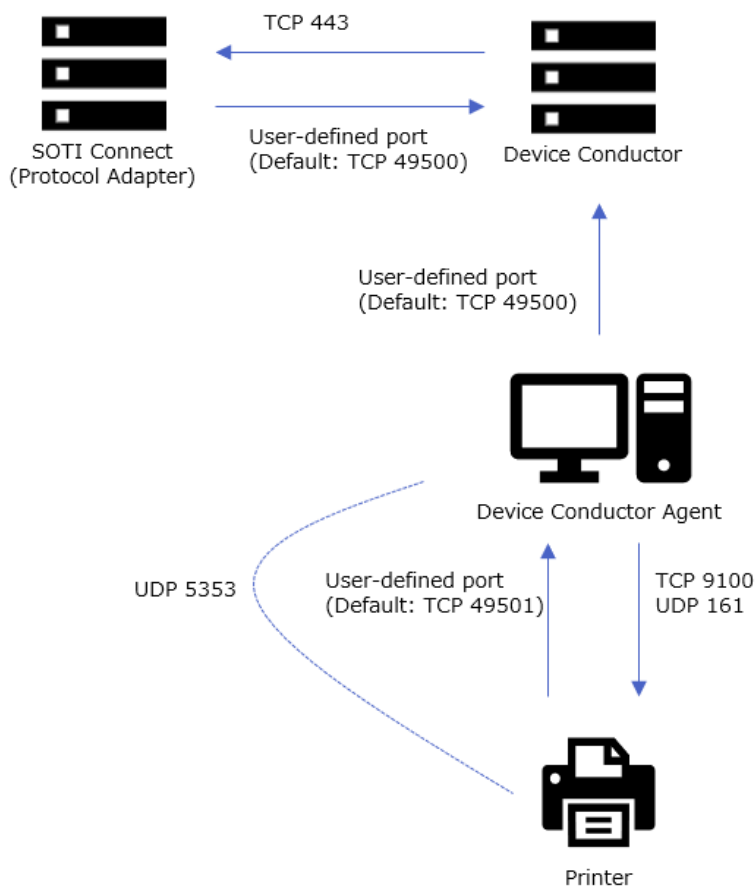 TCP 443
User-defined port
(Default: TCP 49500)
SOTI Connect
(Protocol Adapter)
Device Conductor
User-defined port
(Default: TCP 49500)
Device Conductor Agent
UDP 5353
User-defined port
(Default: TCP 49501)
TCP 9100
UDP 161
Printer